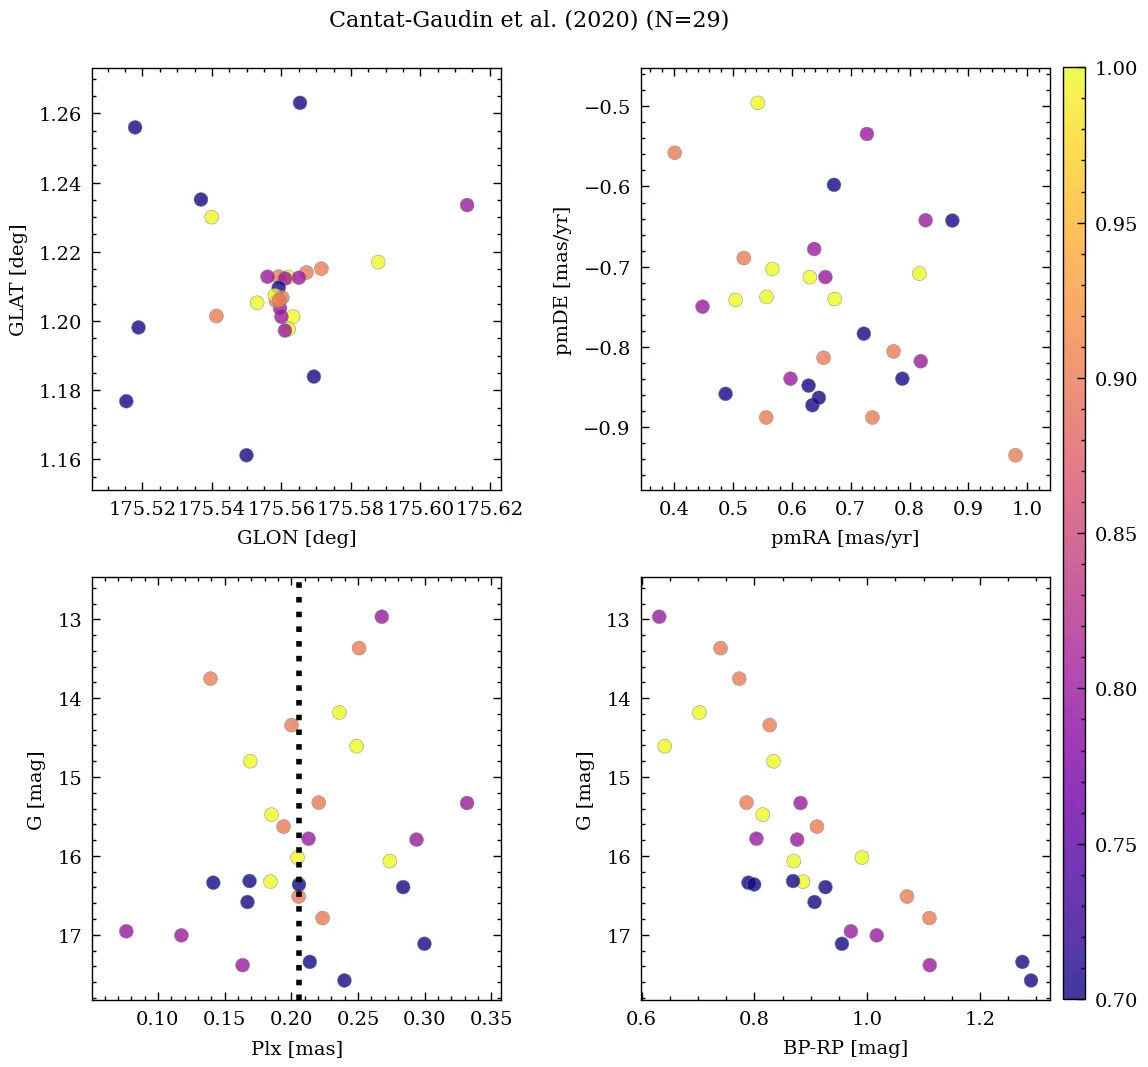 Cantat-Gaudin et al. (2020) (N=29)
1.26
1.24
1.22
1.20
1.18
1.16
GLAT [deg]
175.52 175.54 175.56 175.58 175.60 175.62
GLON [deg]
−0.5
−0.6
−0.7
−0.8
−0.9
pmDE [mas/yr]
0.4 0.5 0.6 0.7 0.8 0.9 1.0
pmRA [mas/yr]
13
14
15
16
17
G [mag]
0.10 0.15 0.20 0.25 0.30 0.35
Plx [mas]
13
14
15
16
17
G [mag]
0.6 0.8 1.0 1.2
BP-RP [mag]
1.00
0.95
0.90
0.85
0.80
0.75
0.70